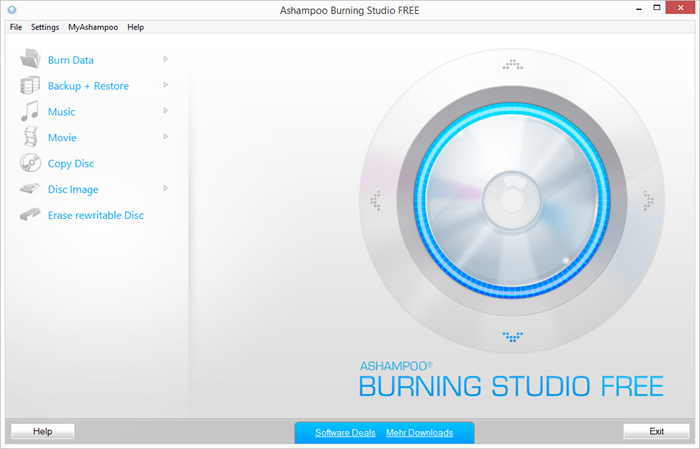 Ashampoo Burning Studio FREE
File Settings MyAshampoo Help
Burn Data
Backup + Restore
Music
Movie
Copy Disc
Disc Image
Erase rewritable Disc
ASHAMPOO®
BURNING STUDIO FREE
Help Software Deals Mehr Downloads Exit